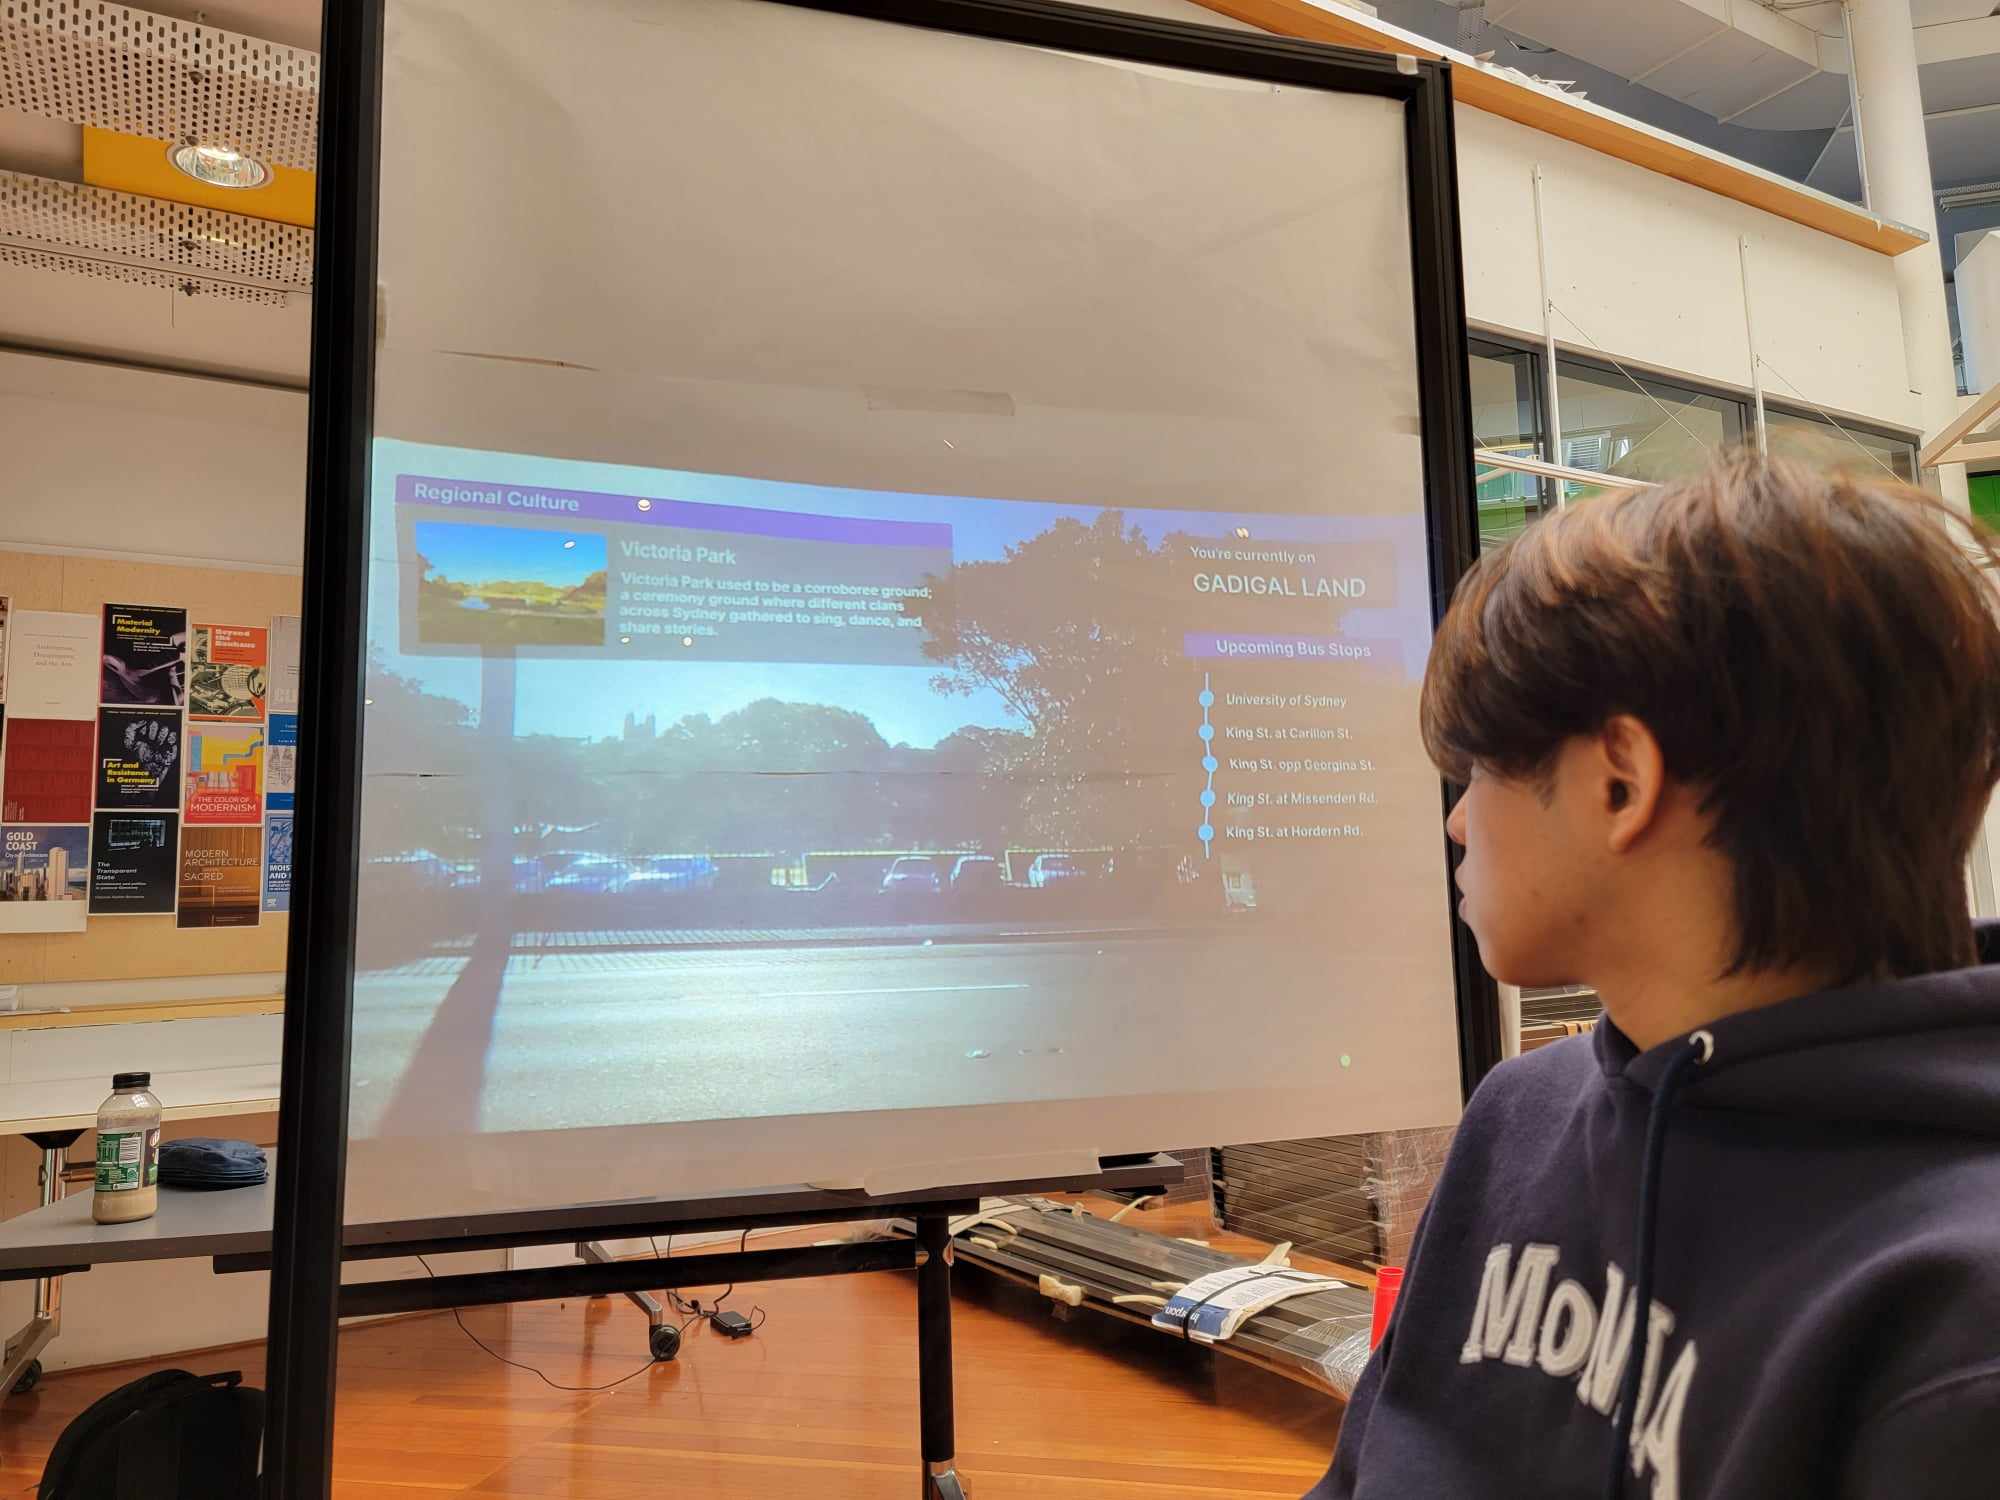 Regional Culture
Victoria Park
Victoria Park used to be a corroboree ground;
a ceremony ground where different clans
across Sydney gathered to sing, dance, and
share stories.
You're currently on
GADIGAL LAND
Upcoming Bus Stops
University of Sydney
King St. at Carillon St.
King St. opp Georgina St.
King St. at Missenden Rd.
King St. at Hordern Rd.
Material
Modernity
Beyond
the
Bauhaus
Art and
Resistance
in Germany
THE COLOR OF
MODERNISM
GOLD
COAST
The
Transparent
State
MODERN
ARCHITECTURE
SACRED
MOIS
AND
MoMA